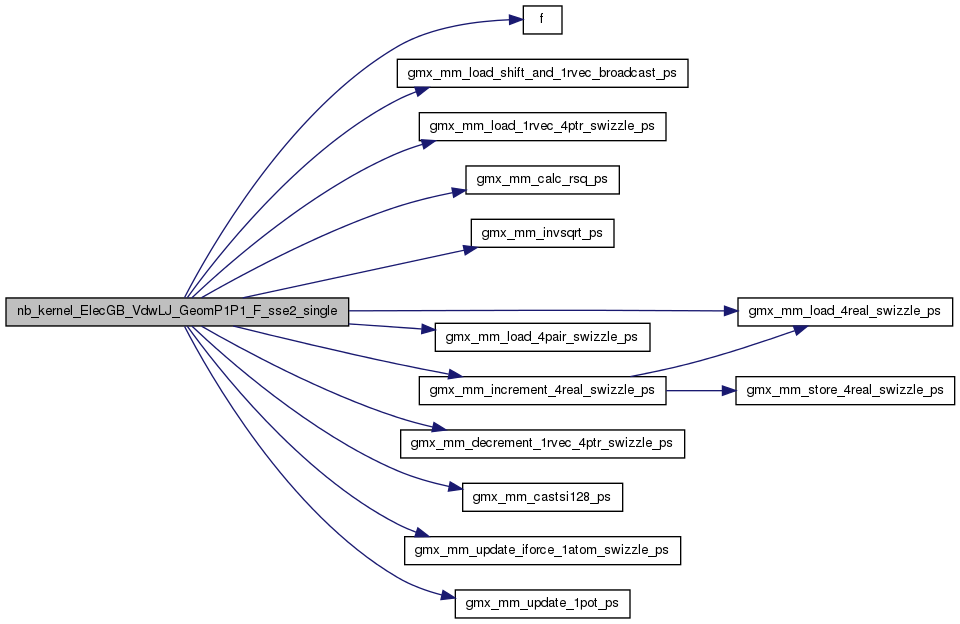 f
gmx_mm_load_shift_and_1rvec_broadcast_ps
gmx_mm_load_1rvec_4ptr_swizzle_ps
gmx_mm_calc_rsq_ps
gmx_mm_invsqrt_ps
nb_kernel_ElecGB_VdwLJ_GeomP1P1_F_sse2_single
gmx_mm_load_4real_swizzle_ps
gmx_mm_load_4pair_swizzle_ps
gmx_mm_increment_4real_swizzle_ps
gmx_mm_store_4real_swizzle_ps
gmx_mm_decrement_1rvec_4ptr_swizzle_ps
gmx_mm_castsi128_ps
gmx_mm_update_iforce_1atom_swizzle_ps
gmx_mm_update_1pot_ps